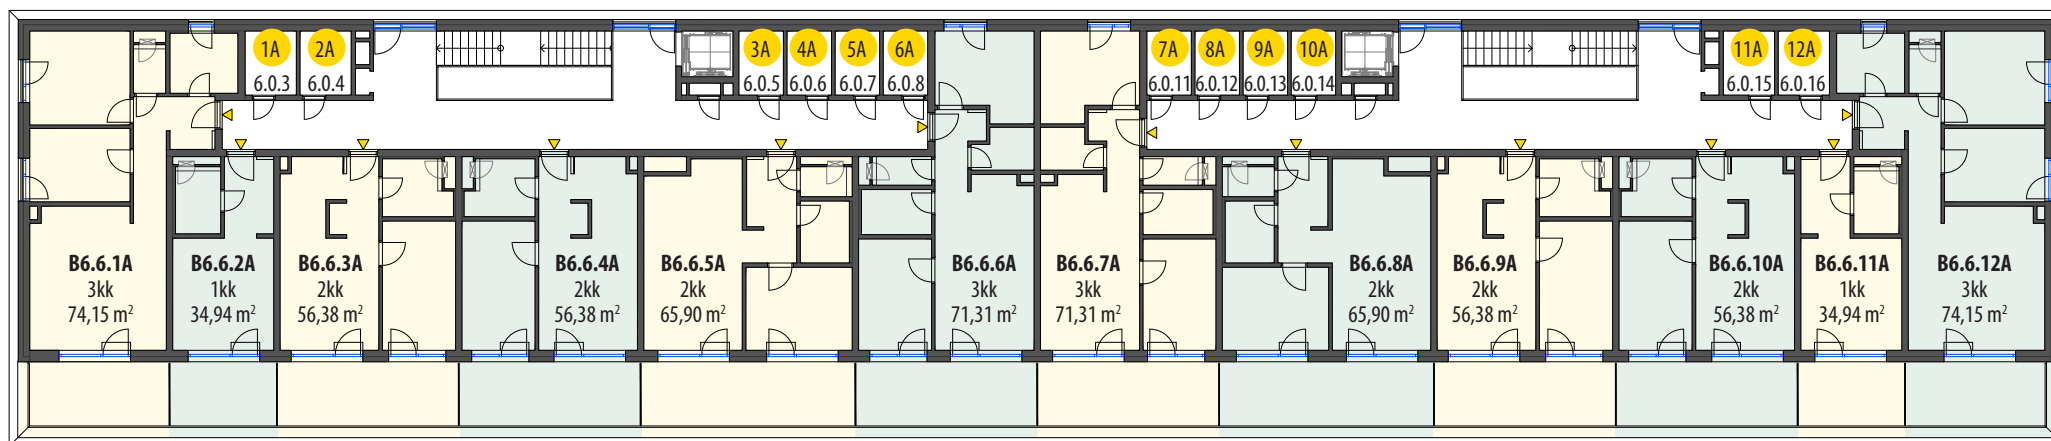 1A
6.0.3
2A
6.0.4
3A
6.0.5
4A
6.0.6
5A
6.0.7
6A
6.0.8
7A
6.0.11
8A
6.0.12
9A
6.0.13
10A
6.0.14
11A
6.0.15
12A
6.0.16
B6.6.1A
3kk
74,15 m²
B6.6.2A
1kk
34,94 m²
B6.6.3A
2kk
56,38 m²
B6.6.4A
2kk
56,38 m²
B6.6.5A
2kk
65,90 m²
B6.6.6A
3kk
71,31 m²
B6.6.7A
3kk
71,31 m²
B6.6.8A
2kk
65,90 m²
B6.6.9A
2kk
56,38 m²
B6.6.10A
2kk
56,38 m²
B6.6.11A
1kk
34,94 m²
B6.6.12A
3kk
74,15 m²